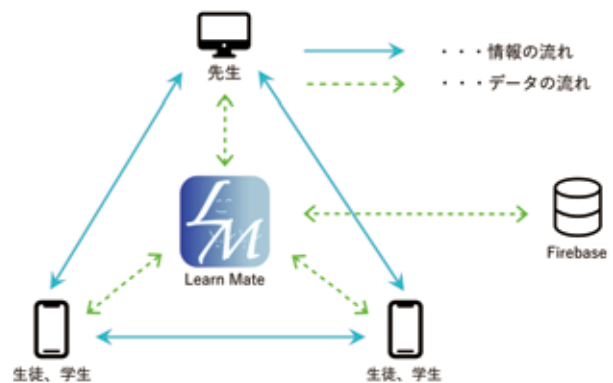 先生
・・・情報の流れ
・・・データの流れ
LM
Learn Mate
Firebase
生徒、学生
生徒、学生